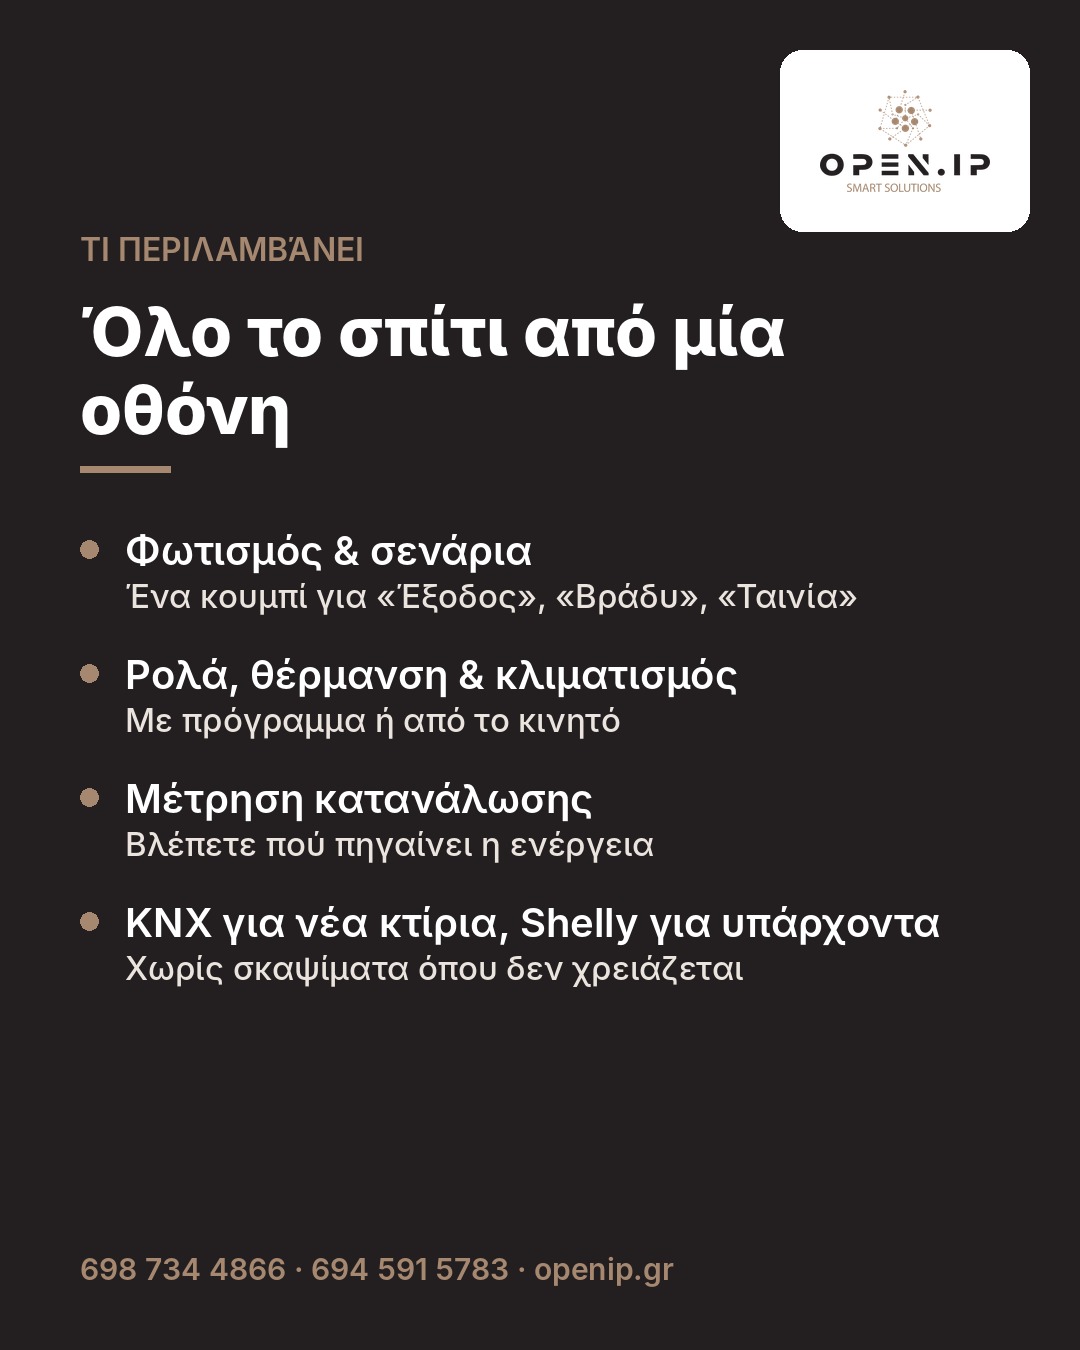 OPEN.IP
SMART SOLUTIONS
ΤΙ ΠΕΡΙΛΑΜΒΆΝΕΙ
Όλο το σπίτι από μία
οθόνη
Φωτισμός & σενάρια
Ένα κουμπί για «Έξοδος», «Βράδυ», «Ταινία»
Ρολά, θέρμανση & κλιματισμός
Με πρόγραμμα ή από το κινητό
Μέτρηση κατανάλωσης
Βλέπετε πού πηγαίνει η ενέργεια
KNX για νέα κτίρια, Shelly για υπάρχοντα
Χωρίς σκαψίματα όπου δεν χρειάζεται
698 734 4866 · 694 591 5783 · openip.gr